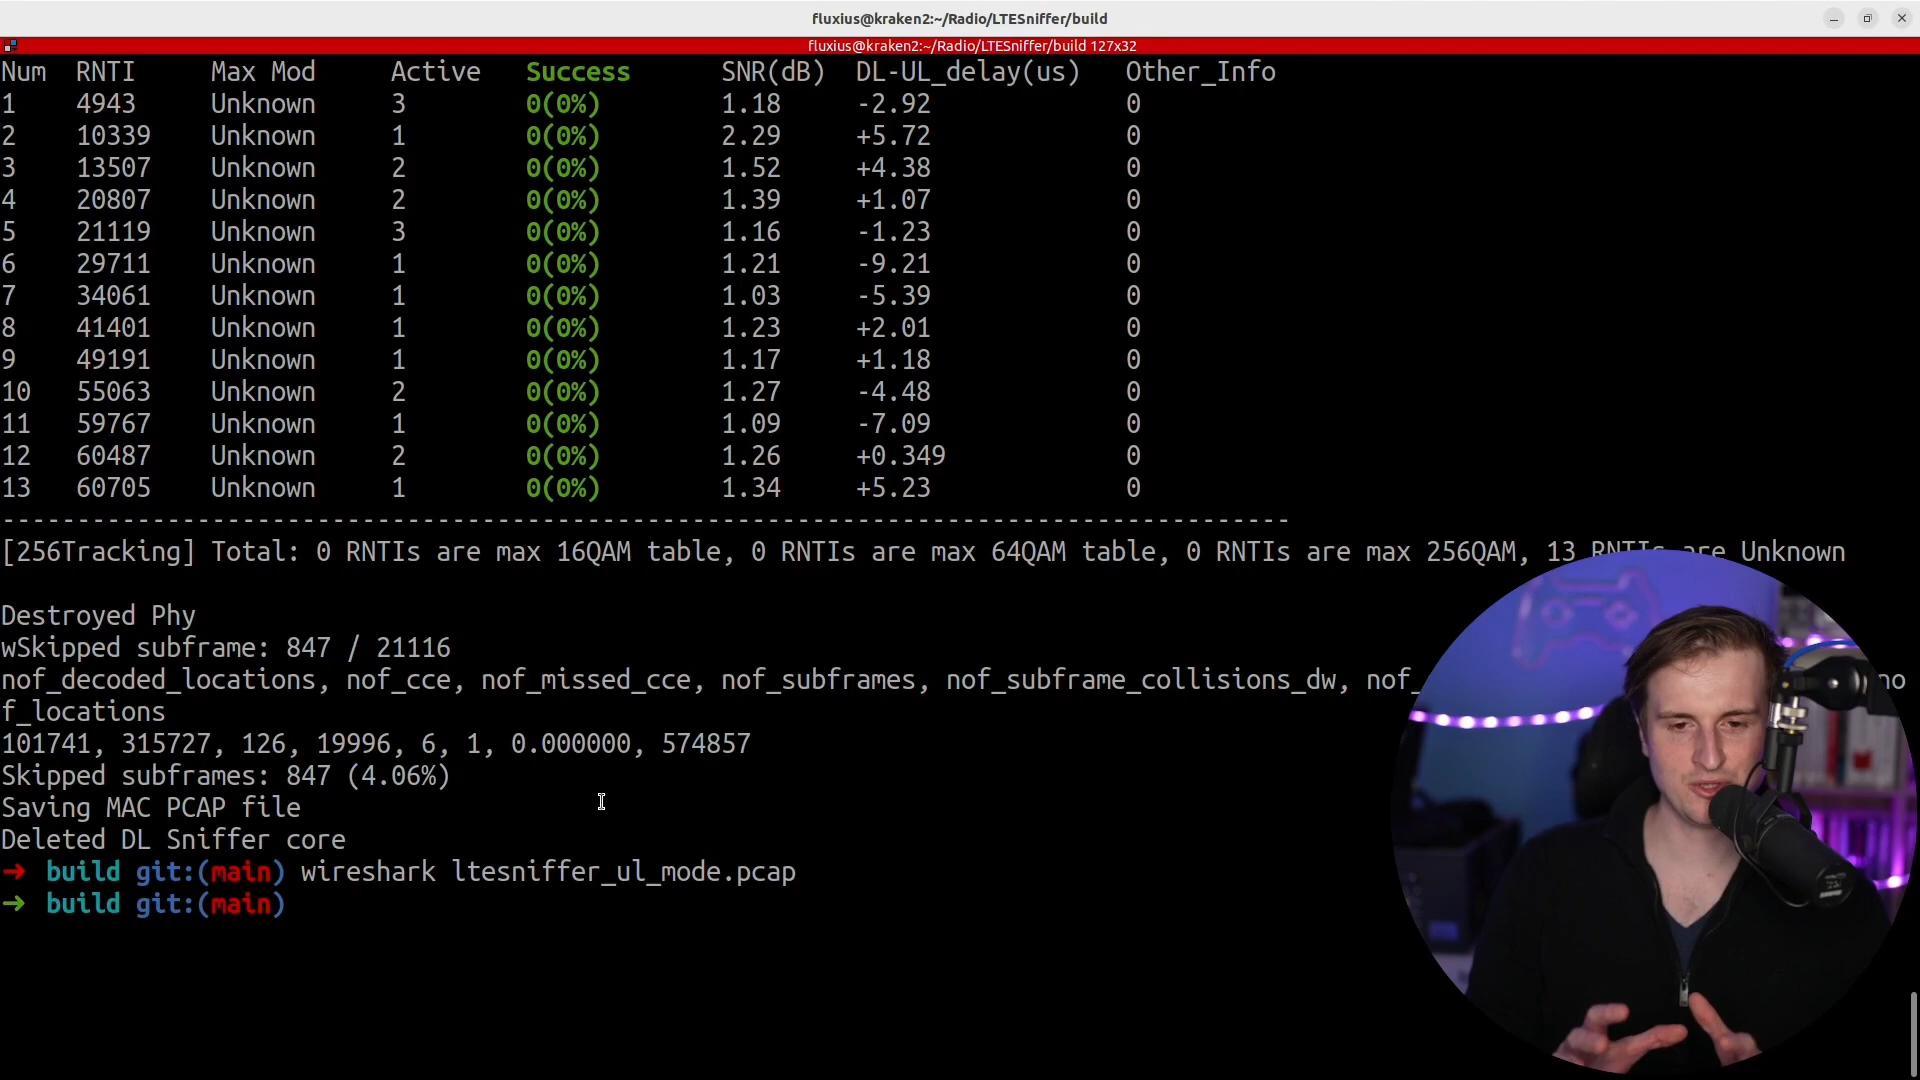 fluxius@kraken2:~/Radio/LTESniffer/build
fluxius@kraken2:~/Radio/LTESniffer/build 127x32
Num RNTI Max Mod Active Success SNR(dB) DL-UL_delay(us) Other_Info
1 4943 Unknown 3 0(0%) 1.18 -2.92 0
2 10339 Unknown 1 0(0%) 2.29 +5.72 0
3 13507 Unknown 2 0(0%) 1.52 +4.38 0
4 20807 Unknown 2 0(0%) 1.39 +1.07 0
5 21119 Unknown 3 0(0%) 1.16 -1.23 0
6 29711 Unknown 1 0(0%) 1.21 -9.21 0
7 34061 Unknown 1 0(0%) 1.03 -5.39 0
8 41401 Unknown 1 0(0%) 1.23 +2.01 0
9 49191 Unknown 1 0(0%) 1.17 +1.18 0
10 55063 Unknown 2 0(0%) 1.27 -4.48 0
11 59767 Unknown 1 0(0%) 1.09 -7.09 0
12 60487 Unknown 2 0(0%) 1.26 +0.349 0
13 60705 Unknown 1 0(0%) 1.34 +5.23 0
--------------------------------------------------------------------------------------
[256Tracking] Total: 0 RNTIs are max 16QAM table, 0 RNTIs are max 64QAM table, 0 RNTIs are max 256QAM, 13 RNTIs are Unknown
Destroyed Phy
wSkipped subframe: 847 / 21116
nof_decoded_locations, nof_cce, nof_missed_cce, nof_subframes, nof_subframe_collisions_dw, nof_ no
f_locations
101741, 315727, 126, 19996, 6, 1, 0.000000, 574857
Skipped subframes: 847 (4.06%)
Saving MAC PCAP file
Deleted DL Sniffer core
➜ build git:(main) wireshark ltesniffer_ul_mode.pcap
➜ build git:(main)